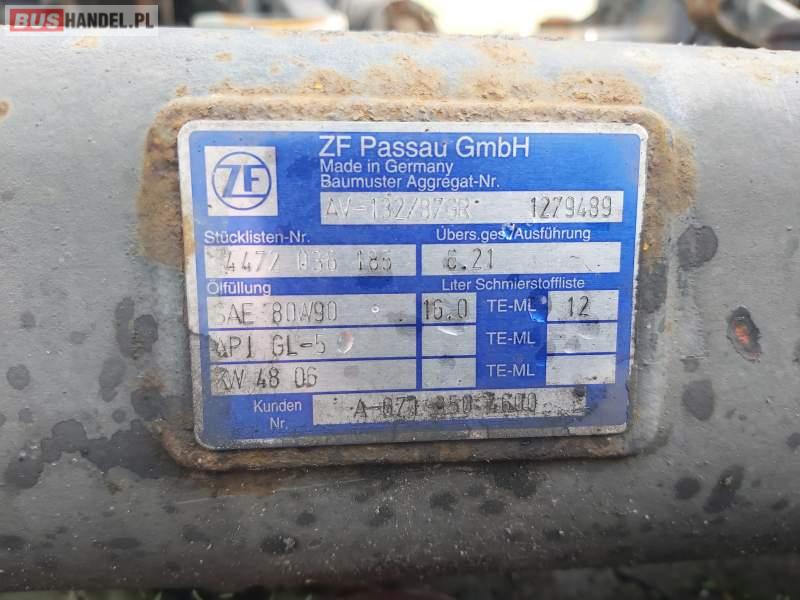 BUSHANDEL.PL
ZF Passau GmbH
Made in Germany
Baumuster Aggregat-Nr.
ZF
AV-132/87GR 1279489
Stücklisten-Nr. Übers.ges./Ausführung
4472 036 185 6.21
Ölfüllung Liter Schmierstoffliste
SAE 80W90 16.0 TE-ML 12
API GL-5 TE-ML
KW 48 06 TE-ML
Kunden
Nr.